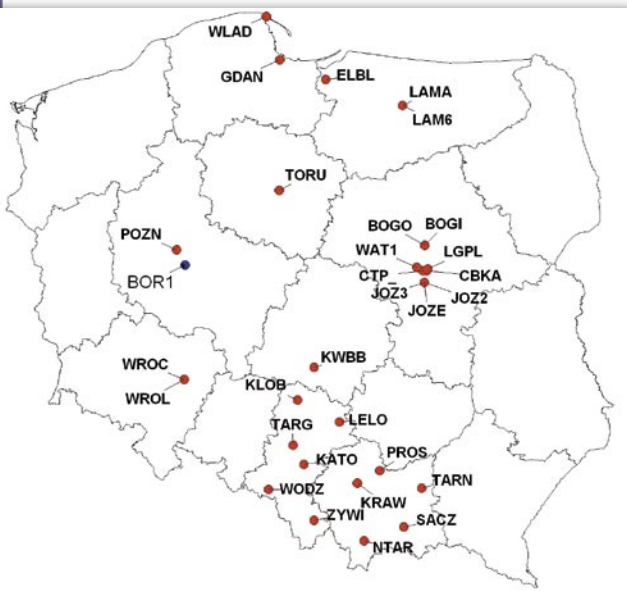 WLAD
GDAN
ELBL
LAMA
LAM6
TORU
BOGO
BOGI
POZN
WAT1
LGPL
BOR1
CTP_
CBKA
JOZ3
JOZ2
JOZE
KWBB
WROC
KLOB
WROL
LELO
TARG
PROS
KATO
TARN
WODZ
KRAW
ZYWI
SACZ
NTAR